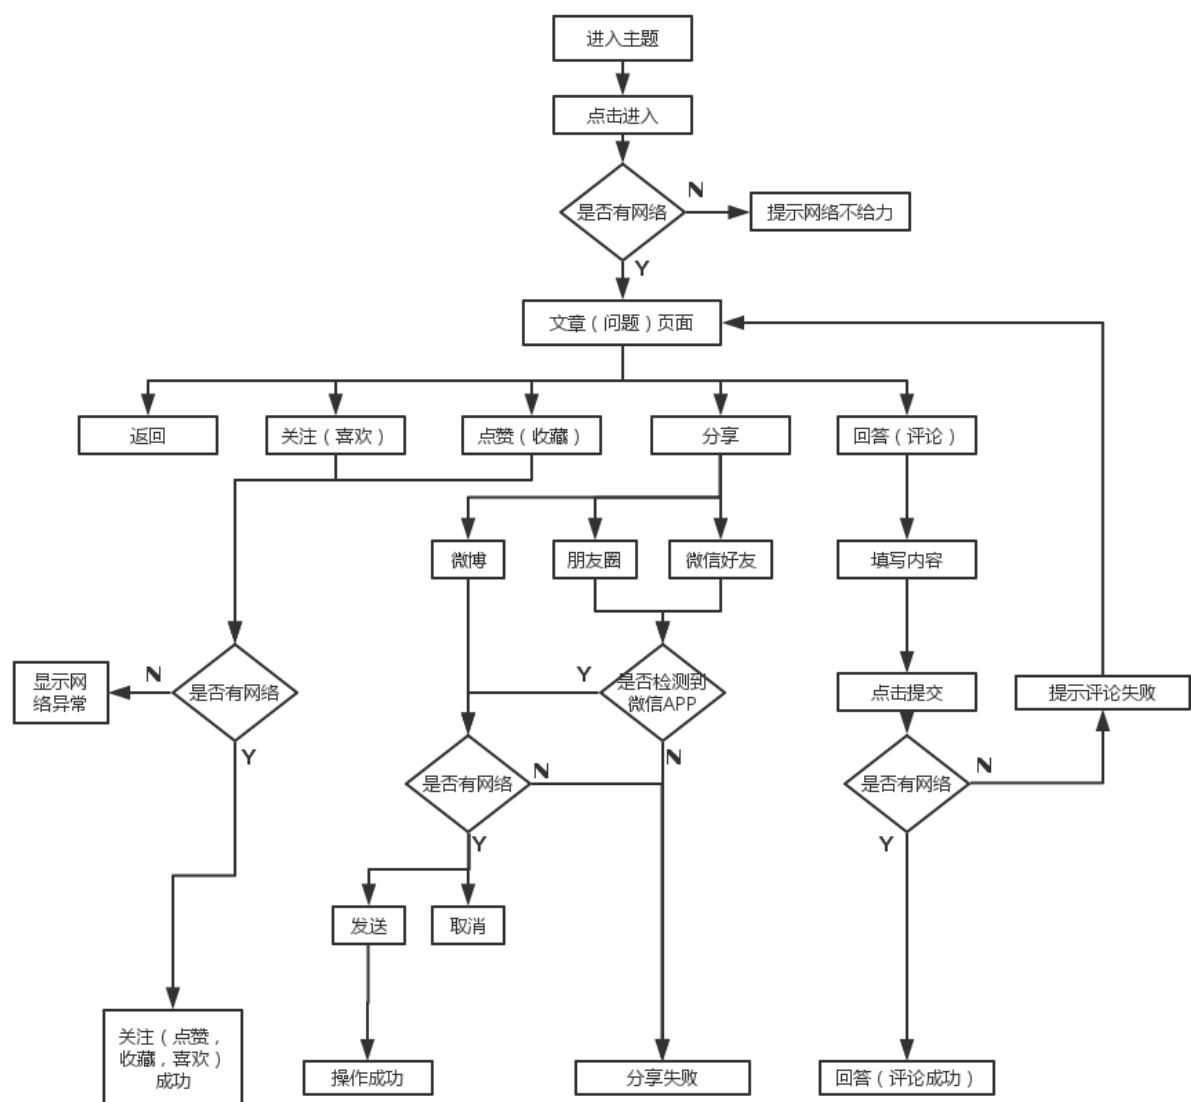 进入主题
点击进入
是否有网络
N
提示网络不给力
Y
文章（问题）页面
返回
关注（喜欢）
点赞（收藏）
分享
回答（评论）
微博
朋友圈
微信好友
填写内容
显示网
络异常
N
是否有网络
Y
是否检测到
微信APP
点击提交
提示评论失败
Y
N
是否有网络
N
是否有网络
N
Y
Y
发送
取消
关注（点赞，
收藏，喜欢）
成功
操作成功
分享失败
回答（评论成功）